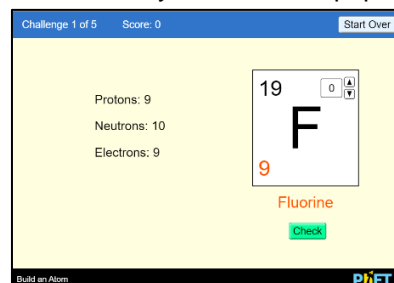 Challenge 1 of 5 Score: 0 Start Over
Protons: 9
Neutrons: 10
Electrons: 9
19 0
F
9
Fluorine
Check
Build an Atom PhET